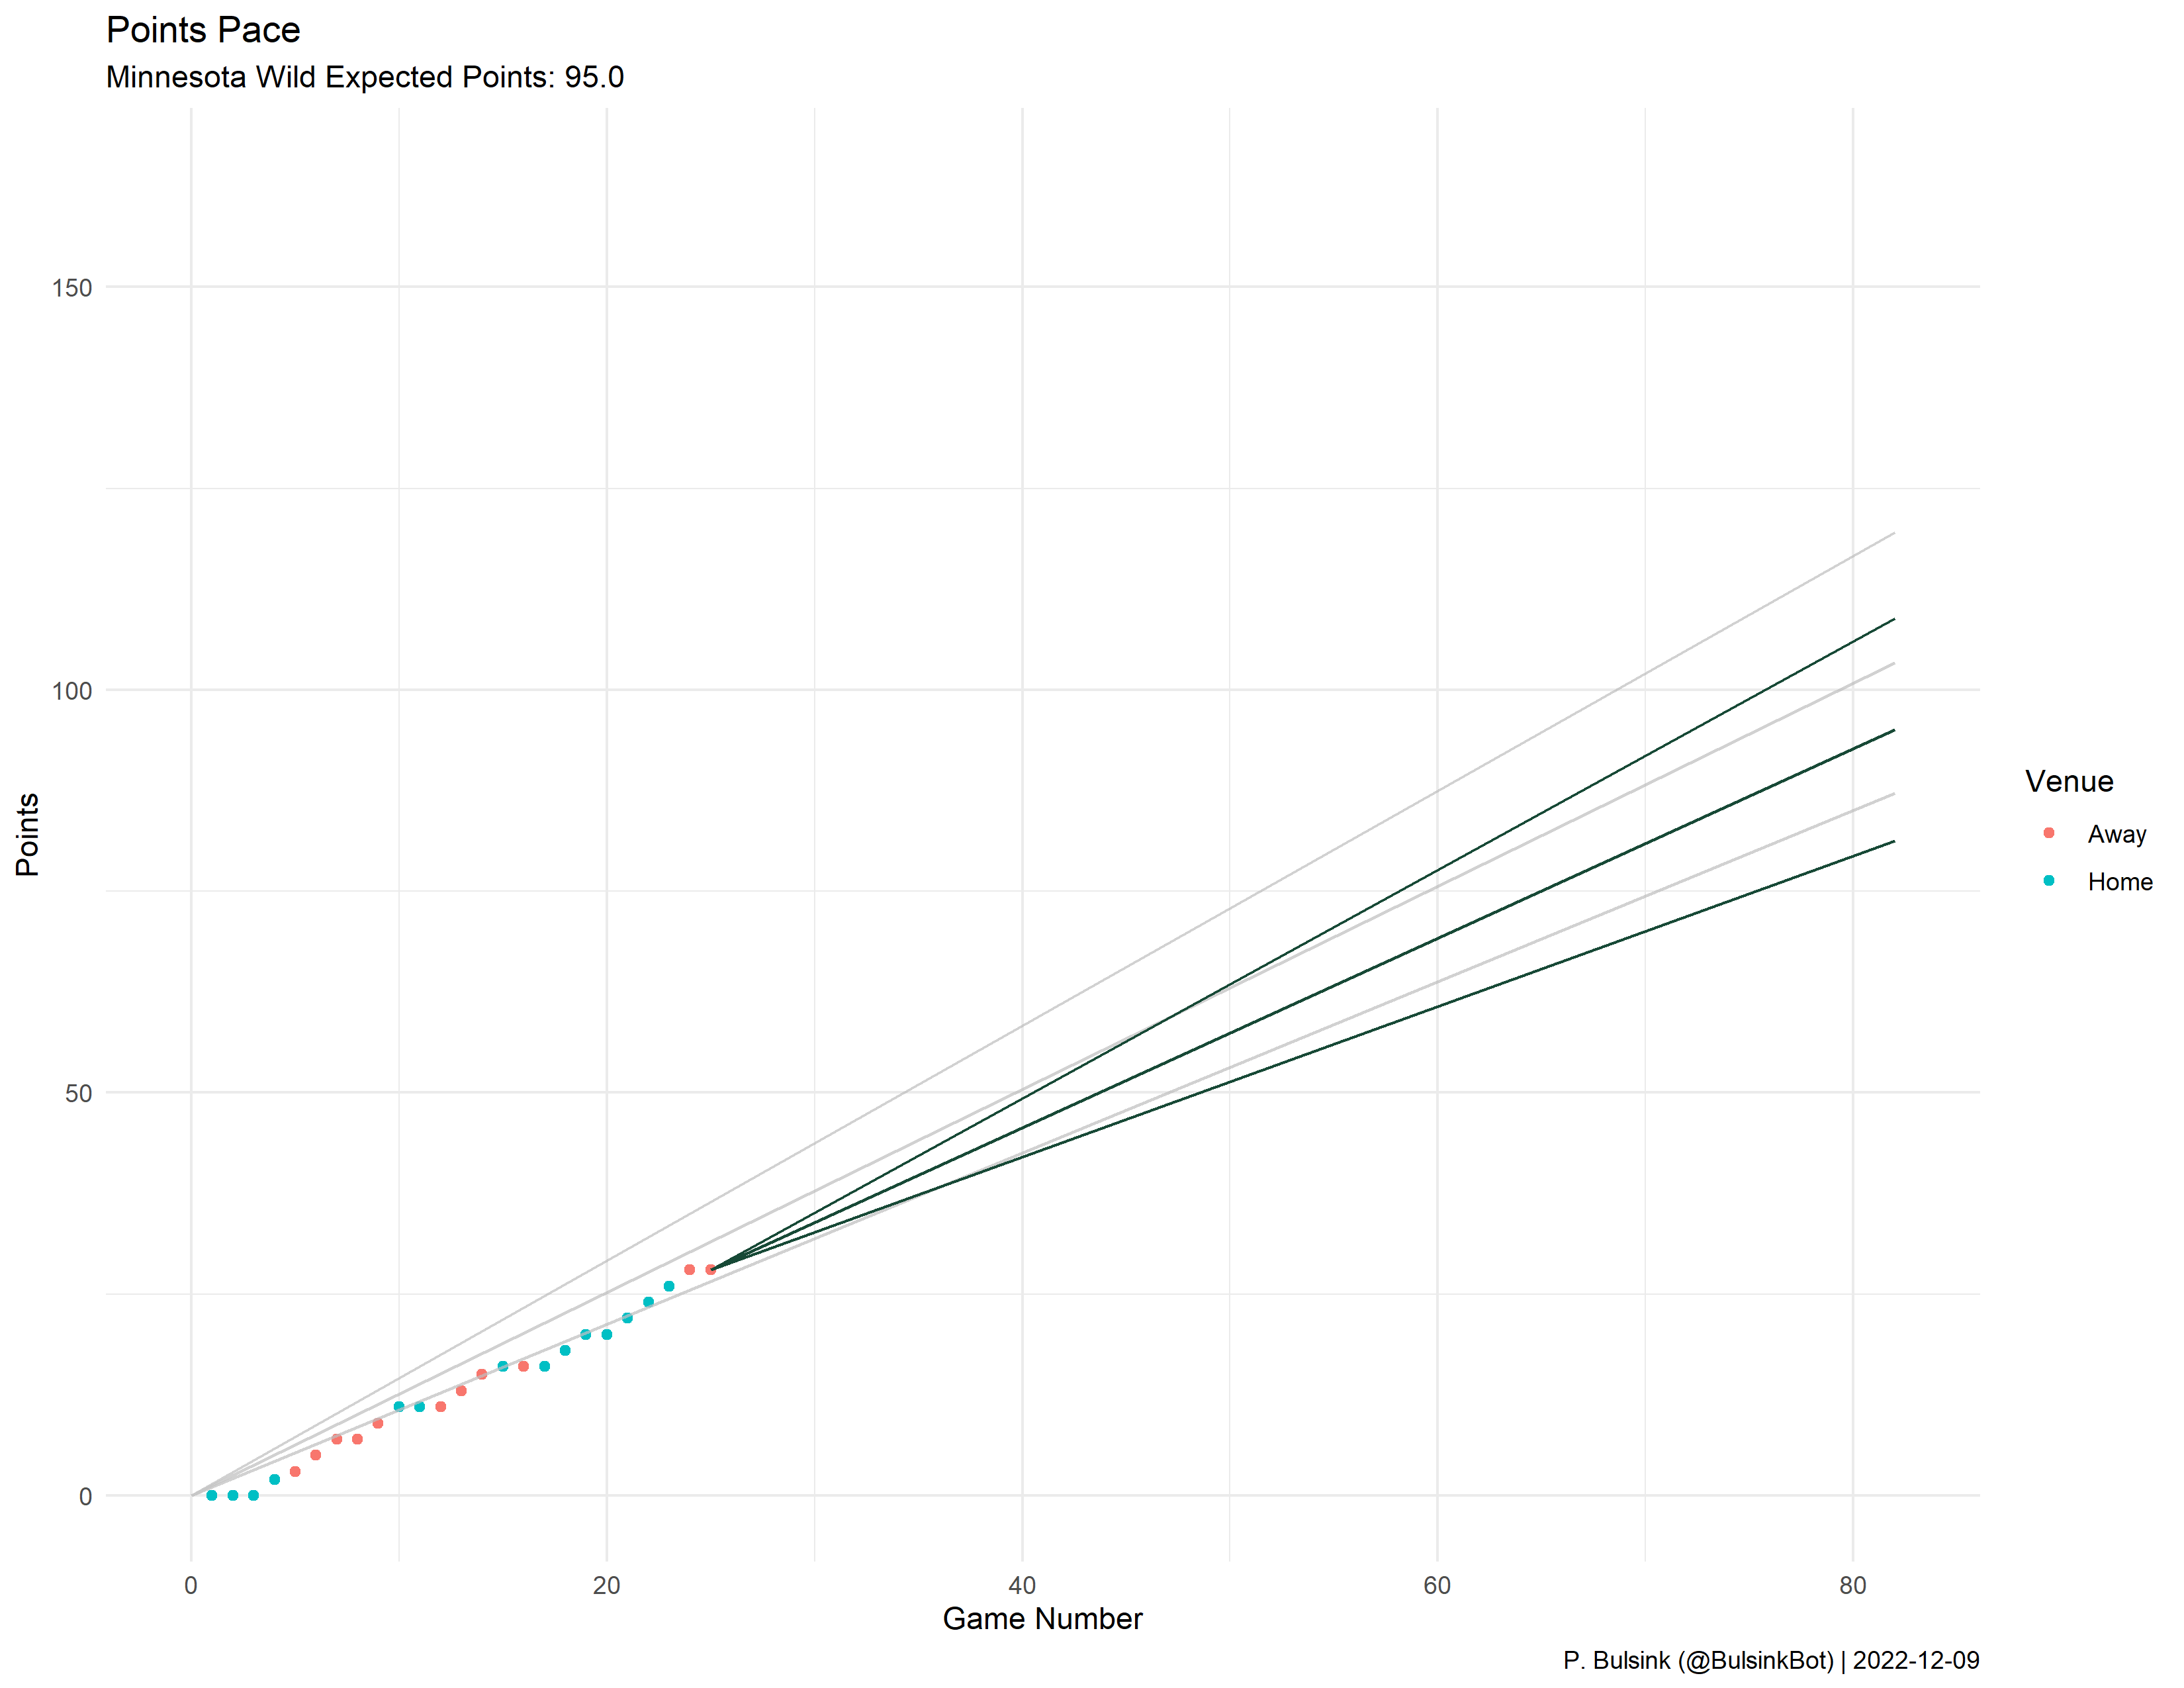 Points Pace
Minnesota Wild Expected Points: 95.0
150
100
50
0
Points
0 20 40 60 80
Game Number
Venue
Away
Home
P. Bulsink (@BulsinkBot) | 2022-12-09